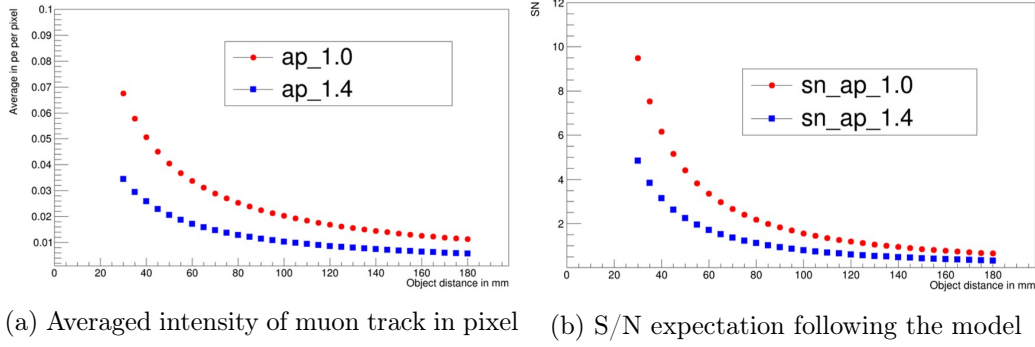 Average in pe per pixel
0.1
0.09
0.08
0.07
0.06
0.05
0.04
0.03
0.02
0.01
ap_1.0
ap_1.4
0 20 40 60 80 100 120 140 160 180
Object distance in mm
(a) Averaged intensity of muon track in pixel
SN
12
10
8
6
4
2
sn_ap_1.0
sn_ap_1.4
0 20 40 60 80 100 120 140 160 180
Object distance in mm
(b) S/N expectation following the model